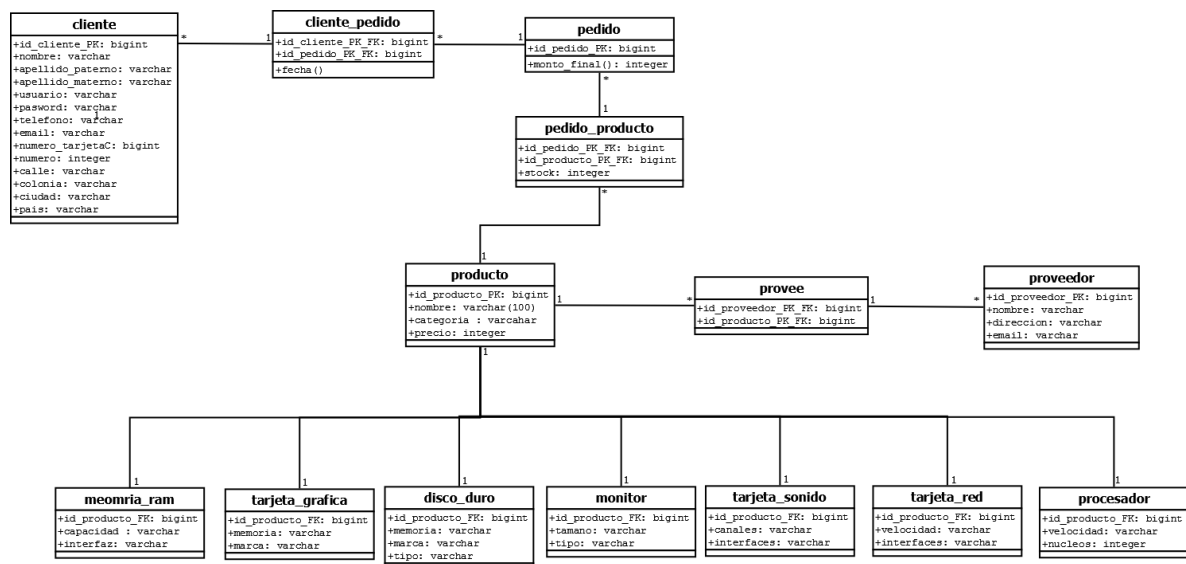 cliente
+id_cliente_PK: bigint
+nombre: varchar
+apellido_paterno: varchar
+apellido_materno: varchar
+usuario: varchar
+pasword: varchar
+telefono: varchar
1
+email: varchar
+numero_tarjetaC: bigint
+numero: integer
+calle: varchar
+colonia: varchar
+ciudad: varchar
+pais: varchar
* 1
cliente_pedido
+id_cliente_PK_FK: bigint
+id_pedido_PK_FK: bigint
+fecha()
* 1
pedido
+id_pedido_PK: bigint
+monto_final(): integer
*
1
pedido_producto
+id_pedido_PK_FK: bigint
+id_producto_PK_FK: bigint
+stock: integer
*
1
producto
+id_producto_PK: bigint
+nombre: varchar(100)
+categoria : varcahar
+precio: integer
1 *
provee
+id_proveedor_PK_FK: bigint
+id_producto_PK_FK: bigint
1 *
proveedor
+id_proveedor_PK: bigint
+nombre: varchar
+direccion: varchar
+email: varchar
1
1
meomria_ram
+id_producto_FK: bigint
+capacidad : varchar
+interfaz: varchar
1
tarjeta_grafica
+id_producto_FK: bigint
+memoria: varchar
+marca: varchar
1
disco_duro
+id_producto_FK: bigint
+memoria: varchar
+marca: varchar
+tipo: varchar
1
monitor
+id_producto_FK: bigint
+tamano: varchar
+tipo: varchar
1
tarjeta_sonido
+id_producto_FK: bigint
+canales: varchar
+interfaces: varchar
1
tarjeta_red
+id_producto_FK: bigint
+velocidad: varchar
+interfaces: varchar
1
procesador
+id_producto_FK: bigint
+velocidad: varchar
+nucleos: integer